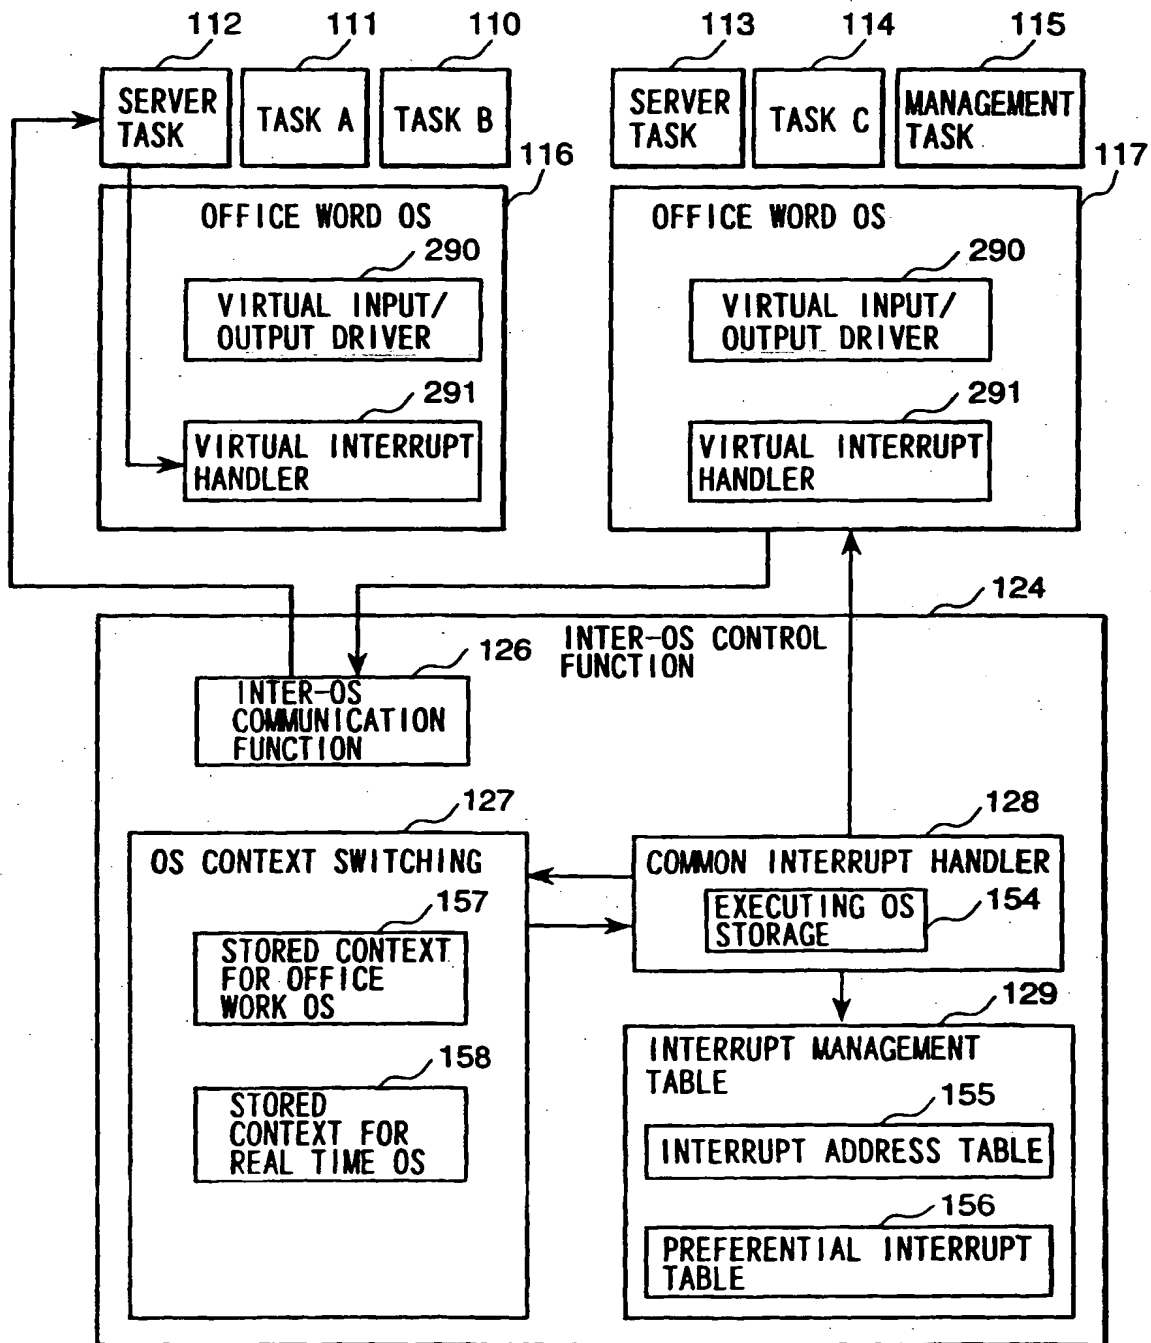 112
111
110
113
114
115
SERVER
TASK
TASK A
TASK B
SERVER
TASK
TASK C
MANAGEMENT
TASK
116
117
OFFICE WORD OS
290
VIRTUAL INPUT/
OUTPUT DRIVER
291
VIRTUAL INTERRUPT
HANDLER
OFFICE WORD OS
290
VIRTUAL INPUT/
OUTPUT DRIVER
291
VIRTUAL INTERRUPT
HANDLER
124
INTER-OS CONTROL
FUNCTION
126
INTER-OS
COMMUNICATION
FUNCTION
127
OS CONTEXT SWITCHING
157
STORED CONTEXT
FOR OFFICE
WORK OS
158
STORED
CONTEXT FOR
REAL TIME OS
128
COMMON INTERRUPT HANDLER
EXECUTING OS
STORAGE
154
129
INTERRUPT MANAGEMENT
TABLE
155
INTERRUPT ADDRESS TABLE
156
PREFERENTIAL INTERRUPT
TABLE